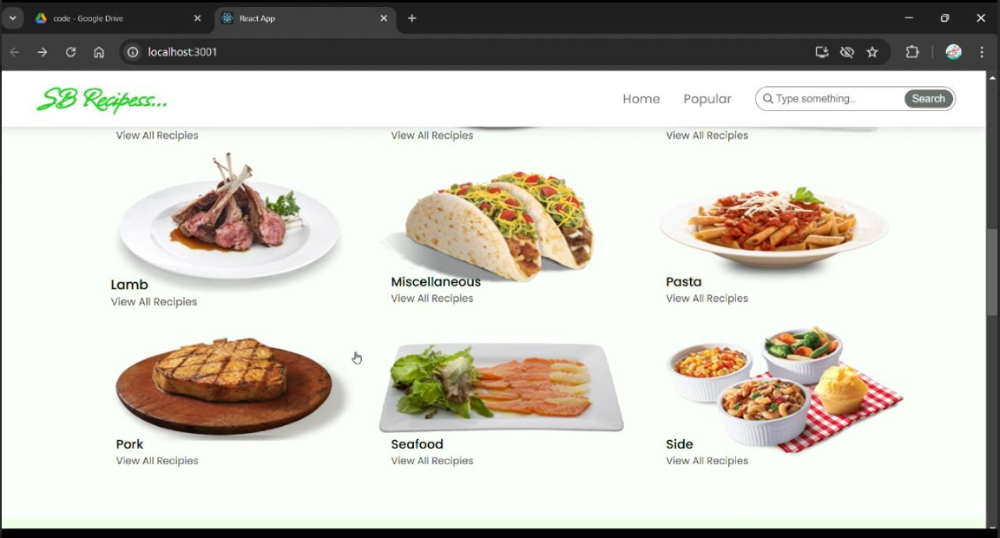 code - Google Drive
React App
localhost:3001
SB Recipess...
Home
Popular
Type something..
Search
View All Recipies
View All Recipies
View All Recipies
Lamb
View All Recipies
Miscellaneous
View All Recipies
Pasta
View All Recipies
Pork
View All Recipies
Seafood
View All Recipies
Side
View All Recipies